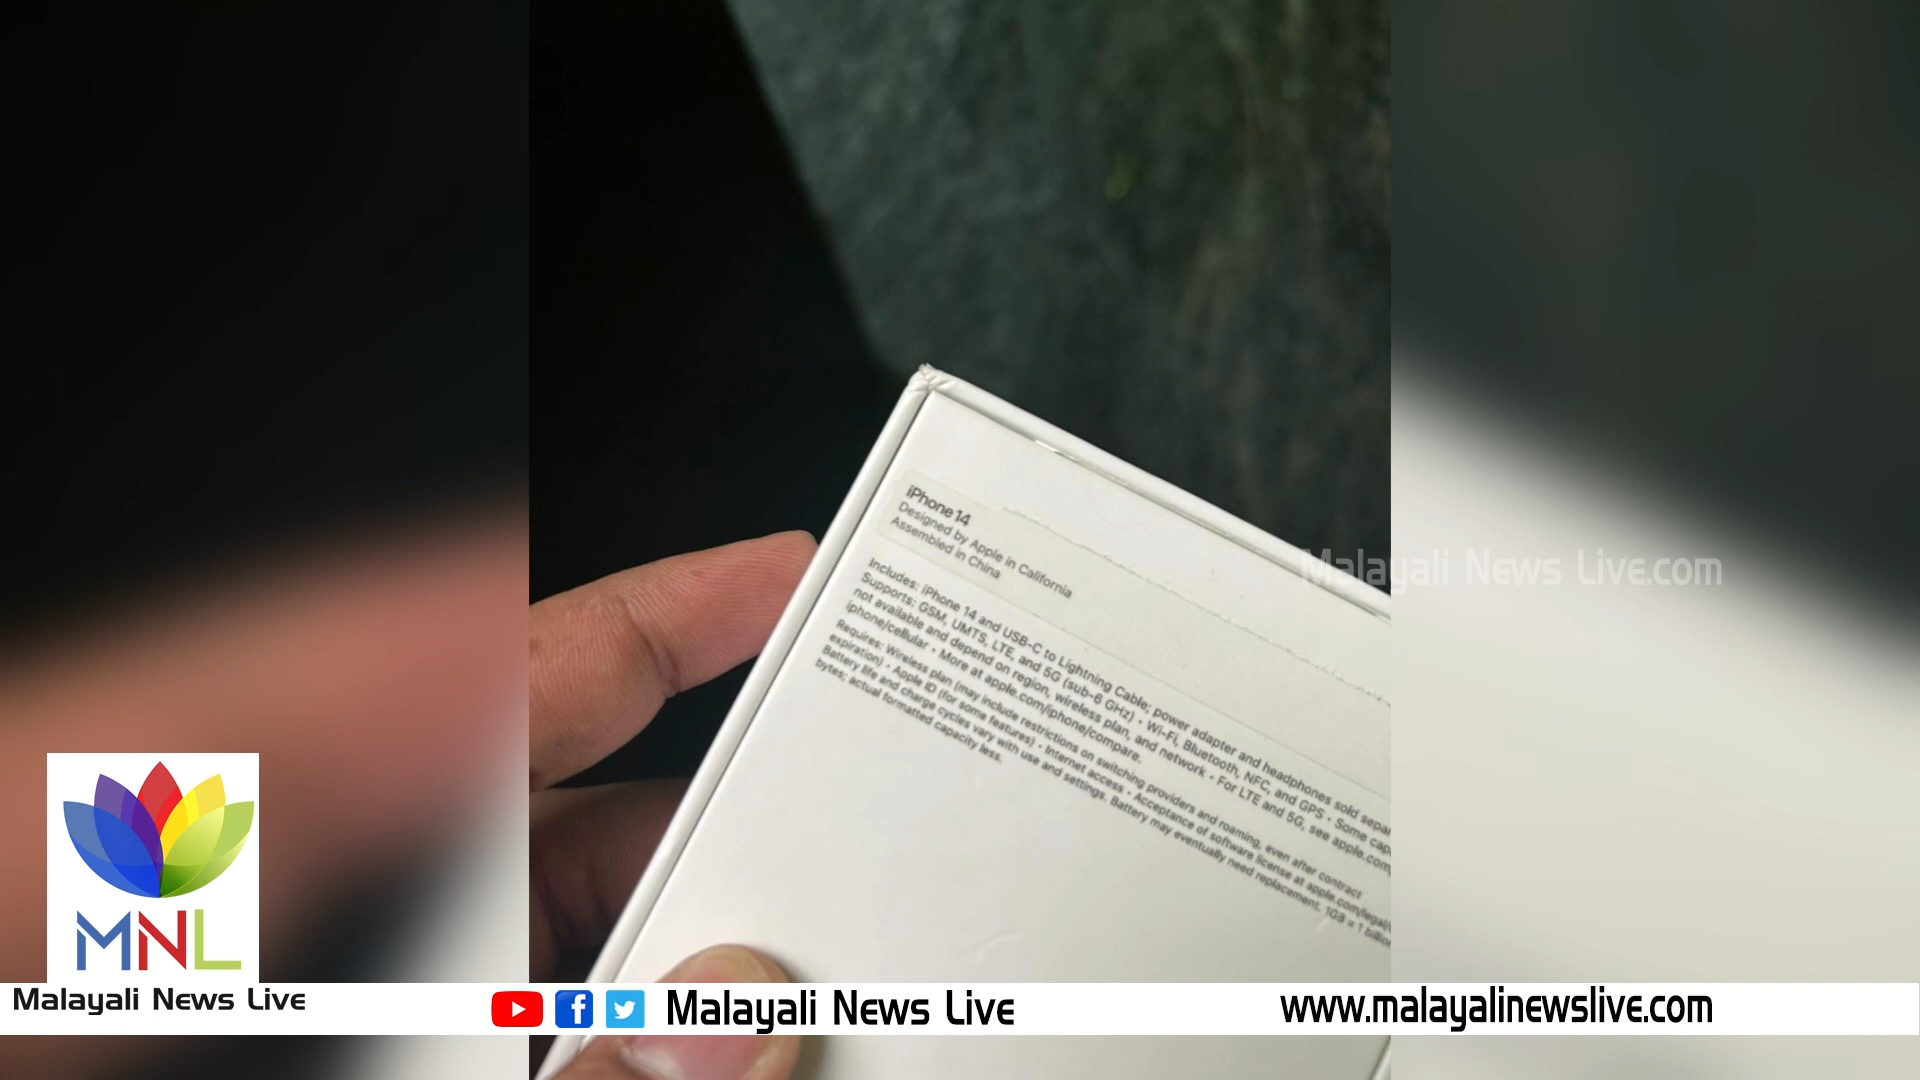 iPhone 14
Designed by Apple in California
Assembled in China
Includes: iPhone 14 and USB-C to Lightning Cable; power adapter and headphones sold separ
Supports: GSM, UMTS, LTE, and 5G (sub-6 GHz) • Wi-Fi, Bluetooth, NFC, and GPS • Some cap
not available and depend on region, wireless plan, and network • For LTE and 5G, see apple.com
iphone/cellular • More at apple.com/iphone/compare.
Requires: Wireless plan (may include restrictions on switching providers and roaming, even after contract
expiration) • Apple ID (for some features) • Internet access • Acceptance of software license at apple.com/legal/
Battery life and charge cycles vary with use and settings. Battery may eventually need replacement. 1GB = 1 billion
bytes; actual formatted capacity less.
Malayali News Live.com
MNL
Malayali News Live
Malayali News Live
www.malayalinewslive.com